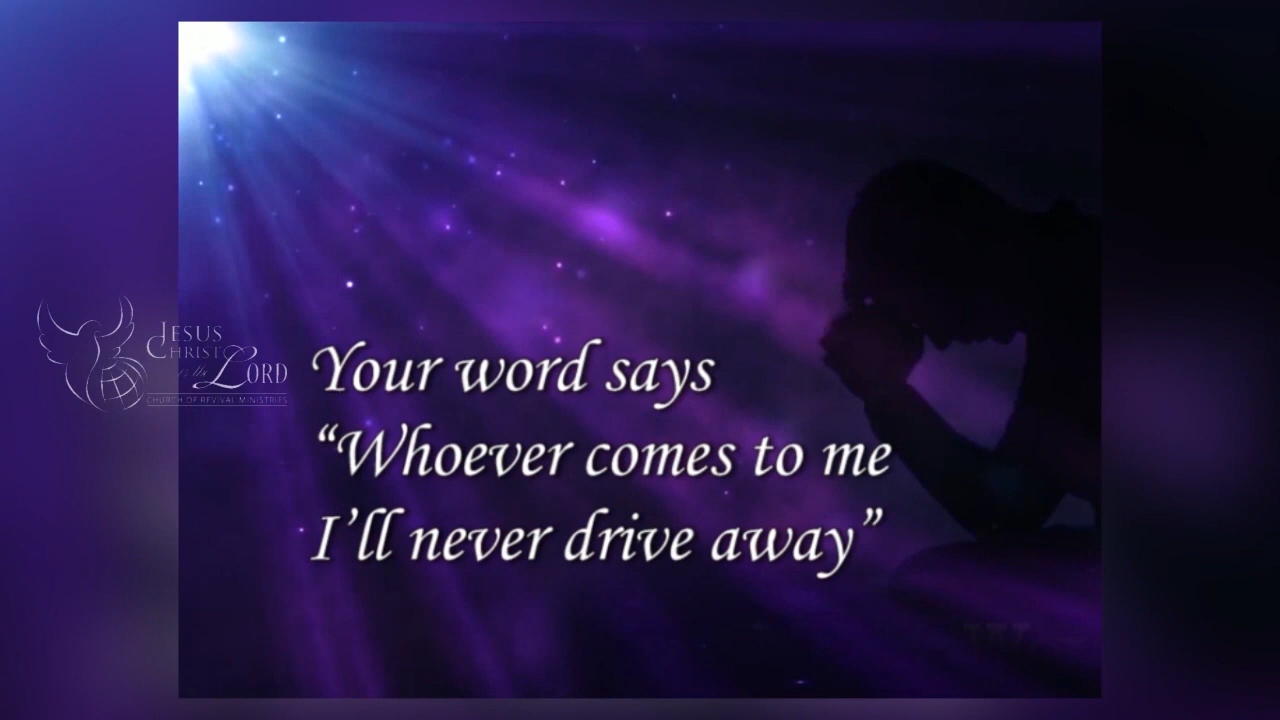 JESUS
CHRIST
is the LORD
CHURCH OF REVIVAL MINISTRIES
Your word says
“Whoever comes to me
I’ll never drive away”